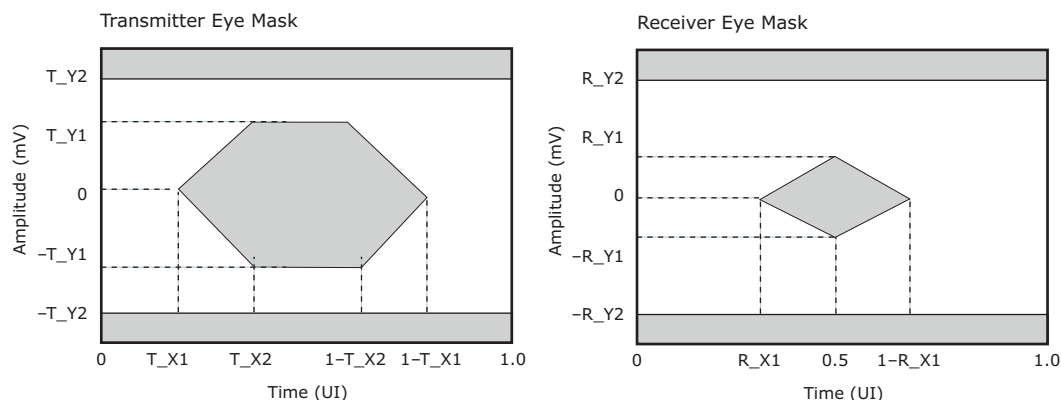 Transmitter Eye Mask
T_Y2
T_Y1
0
–T_Y1
–T_Y2
Amplitude (mV)
0
T_X1
T_X2
1–T_X2
1–T_X1
1.0
Time (UI)
Receiver Eye Mask
R_Y2
R_Y1
0
–R_Y1
–R_Y2
Amplitude (mV)
0
R_X1
0.5
1–R_X1
1.0
Time (UI)